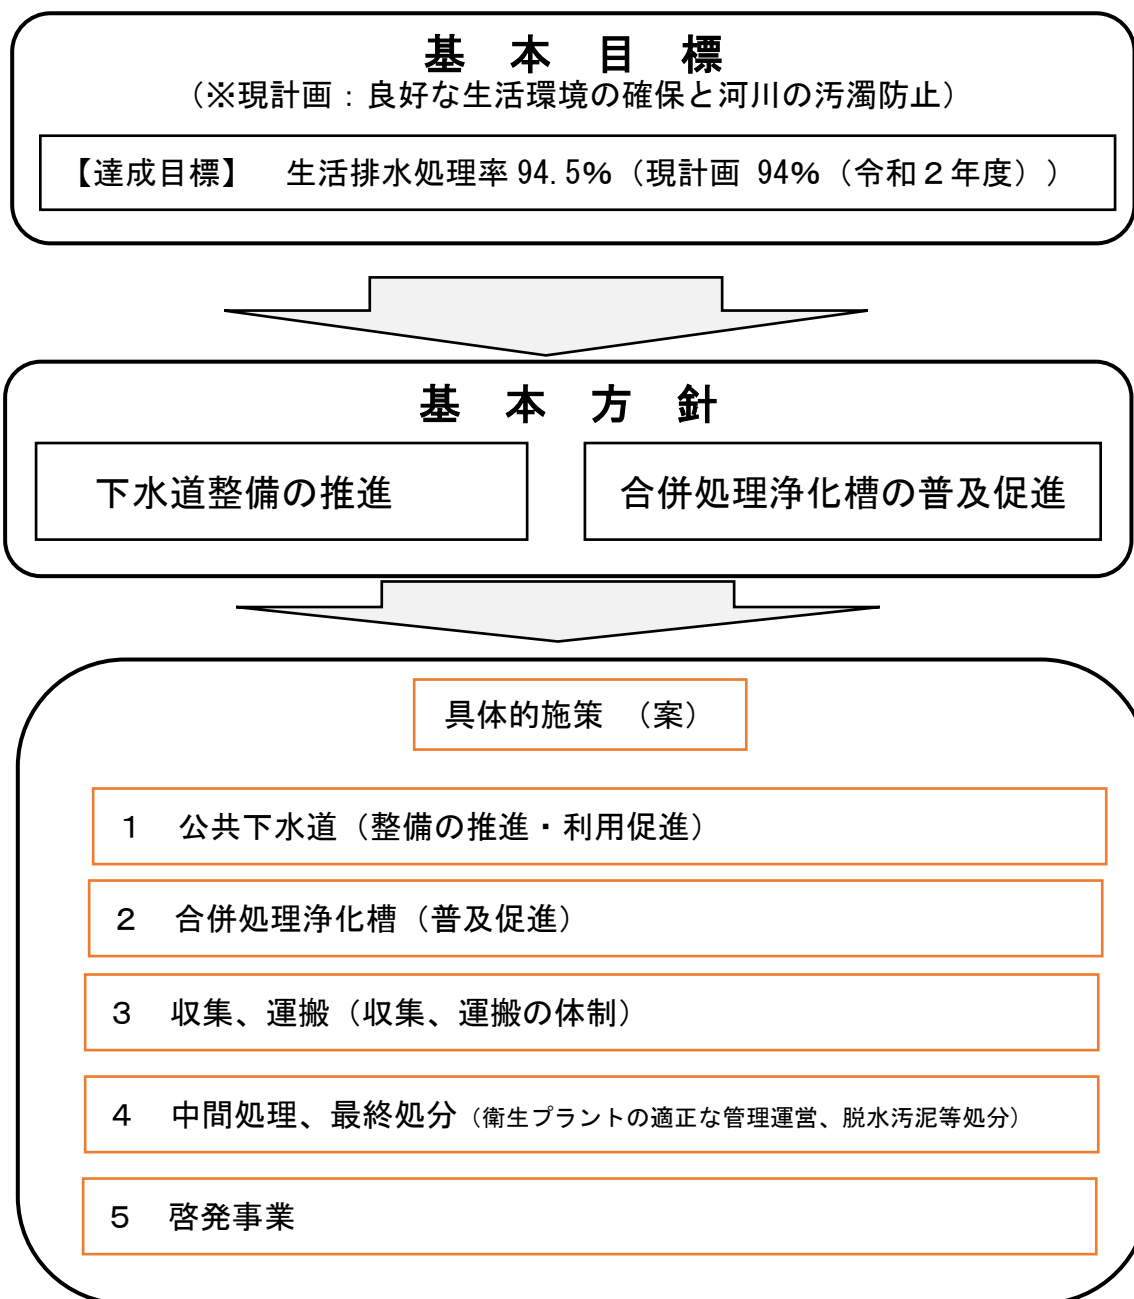 基 本 目 標
（※現計画：良好な生活環境の確保と河川の汚濁防止）
【達成目標】 生活排水処理率 94.5%（現計画 94%（令和２年度））
基 本 方 針
下水道整備の推進
合併処理浄化槽の普及促進
具体的施策 （案）
１ 公共下水道（整備の推進・利用促進）
２ 合併処理浄化槽（普及促進）
３ 収集、運搬（収集、運搬の体制）
４ 中間処理、最終処分（衛生プラントの適正な管理運営、脱水汚泥等処分）
５ 啓発事業